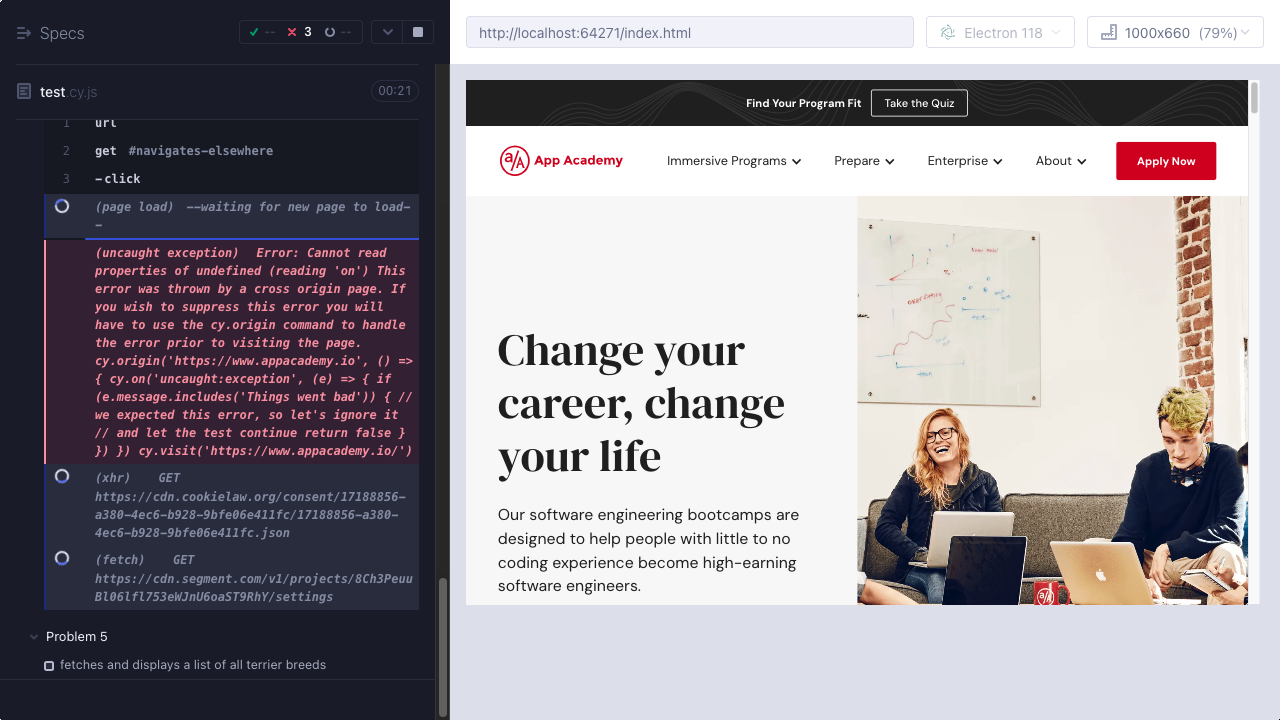 Specs
-- 3 --
test.cy.js
00:21
1 url
2 get #navigates-elsewhere
3 -click
(page load) --waiting for new page to load-
-
(uncaught exception) Error: Cannot read
properties of undefined (reading 'on') This
error was thrown by a cross origin page. If
you wish to suppress this error you will
have to use the cy.origin command to handle
the error prior to visiting the page.
cy.origin('https://www.appacademy.io', () =>
{ cy.on('uncaught:exception', (e) => { if
(e.message.includes('Things went bad')) { //
we expected this error, so let's ignore it
// and let the test continue return false }
}) }) cy.visit('https://www.appacademy.io/')
(xhr) GET
https://cdn.cookielaw.org/consent/17188856-
a380-4ec6-b928-9bfe06e411fc/17188856-a380-
4ec6-b928-9bfe06e411fc.json
(fetch) GET
https://cdn.segment.com/v1/projects/8Ch3Peuu
Bl06lfl753eWJnU6oaST9RhY/settings
Problem 5
fetches and displays a list of all terrier breeds
http://localhost:64271/index.html
Electron 118
1000x660 (79%)
Find Your Program Fit
Take the Quiz
a/A App Academy
Immersive Programs
Prepare
Enterprise
About
Apply Now
Change your
career, change
your life
Our software engineering bootcamps are
designed to help people with little to no
coding experience become high-earning
software engineers.